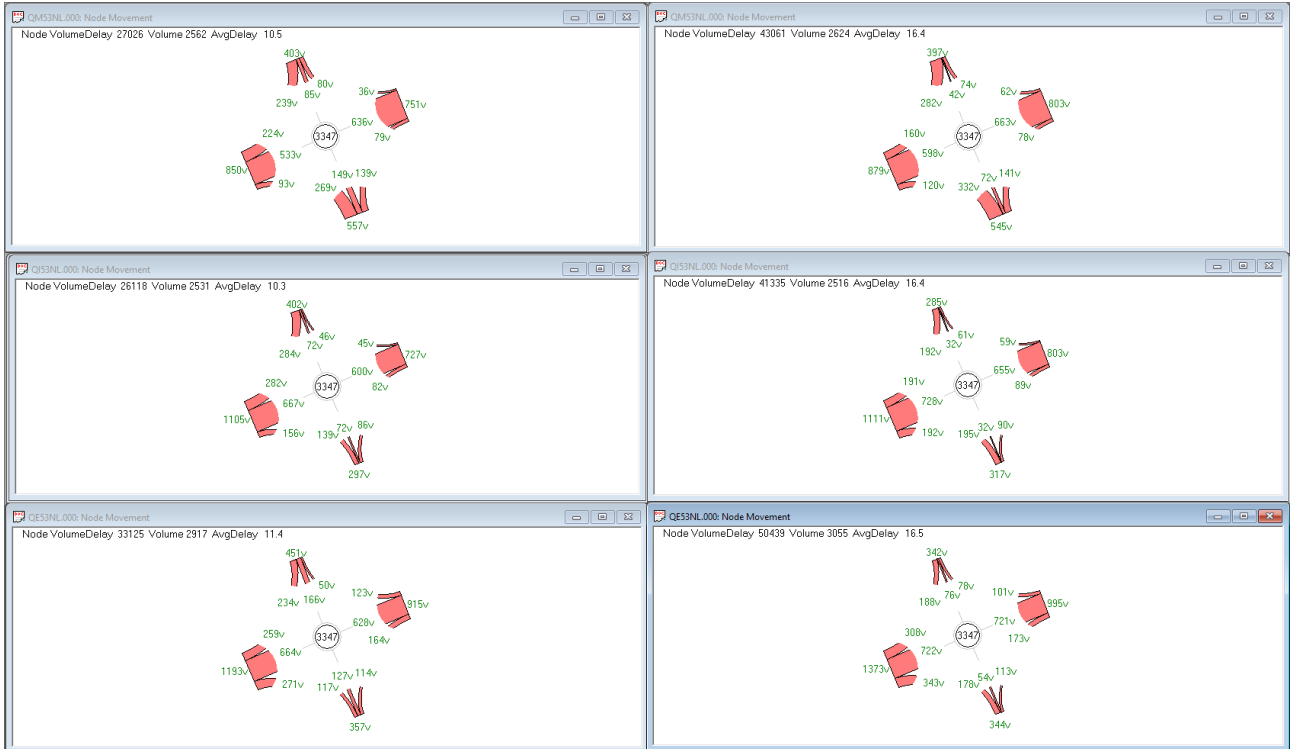 QM53NL.000: Node Movement
Node VolumeDelay 27026 Volume 2562 AvgDelay 10.5
403v
80v
85v
239v
36v
751v
636v
79v
224v
3347
533v
850v
93v
149v 139v
269v
557v
QM53NL.000: Node Movement
Node VolumeDelay 43061 Volume 2624 AvgDelay 16.4
397v
74v
42v
282v
62v
803v
663v
78v
160v
3347
598v
879v
120v
72v 141v
332v
545v
QI53NL.000: Node Movement
Node VolumeDelay 26118 Volume 2531 AvgDelay 10.3
402v
46v
72v
284v
45v
727v
600v
82v
282v
3347
667v
1105v
156v
72v 86v
139v
297v
QI53NL.000: Node Movement
Node VolumeDelay 41335 Volume 2516 AvgDelay 16.4
285v
61v
32v
192v
59v
803v
655v
89v
191v
3347
728v
1111v
192v
32v 90v
195v
317v
QE53NL.000: Node Movement
Node VolumeDelay 33125 Volume 2917 AvgDelay 11.4
451v
50v
166v
234v
123v
915v
628v
164v
259v
3347
664v
1193v
271v
127v 114v
117v
357v
QE53NL.000: Node Movement
Node VolumeDelay 50439 Volume 3055 AvgDelay 16.5
342v
78v
76v
188v
101v
995v
721v
173v
308v
3347
722v
1373v
343v
54v 113v
178v
344v